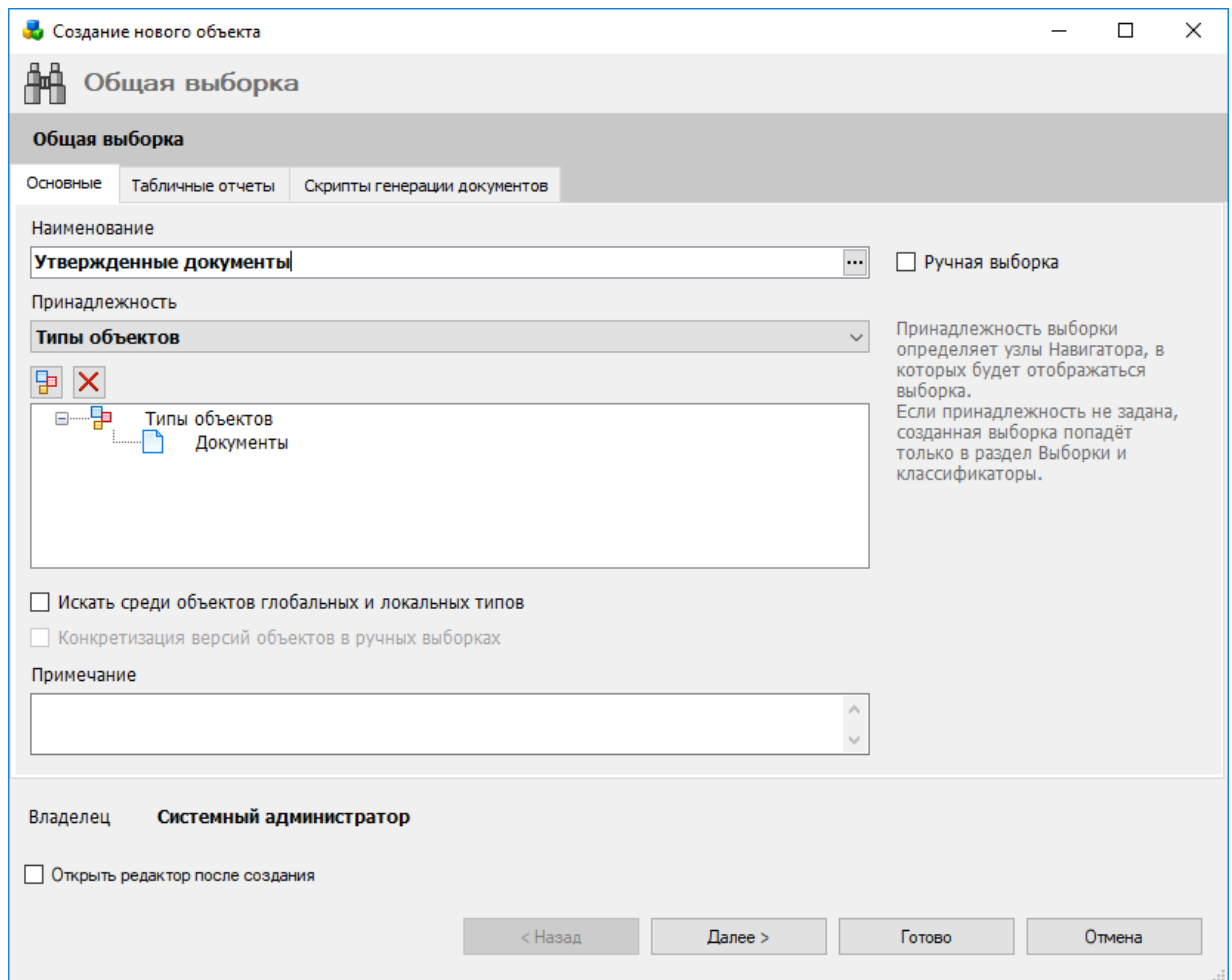 Создание нового объекта
Общая выборка
Общая выборка
Основные
Табличные отчеты
Скрипты генерации документов
Наименование
Утвержденные документы
...
Ручная выборка
Принадлежность
Типы объектов
Принадлежность выборки
определяет узлы Навигатора, в
которых будет отображаться
выборка.
Если принадлежность не задана,
созданная выборка попадёт
только в раздел Выборки и
классификаторы.
Типы объектов
Документы
Искать среди объектов глобальных и локальных типов
Конкретизация версий объектов в ручных выборках
Примечание
Владелец
Системный администратор
Открыть редактор после создания
< Назад
Далее >
Готово
Отмена